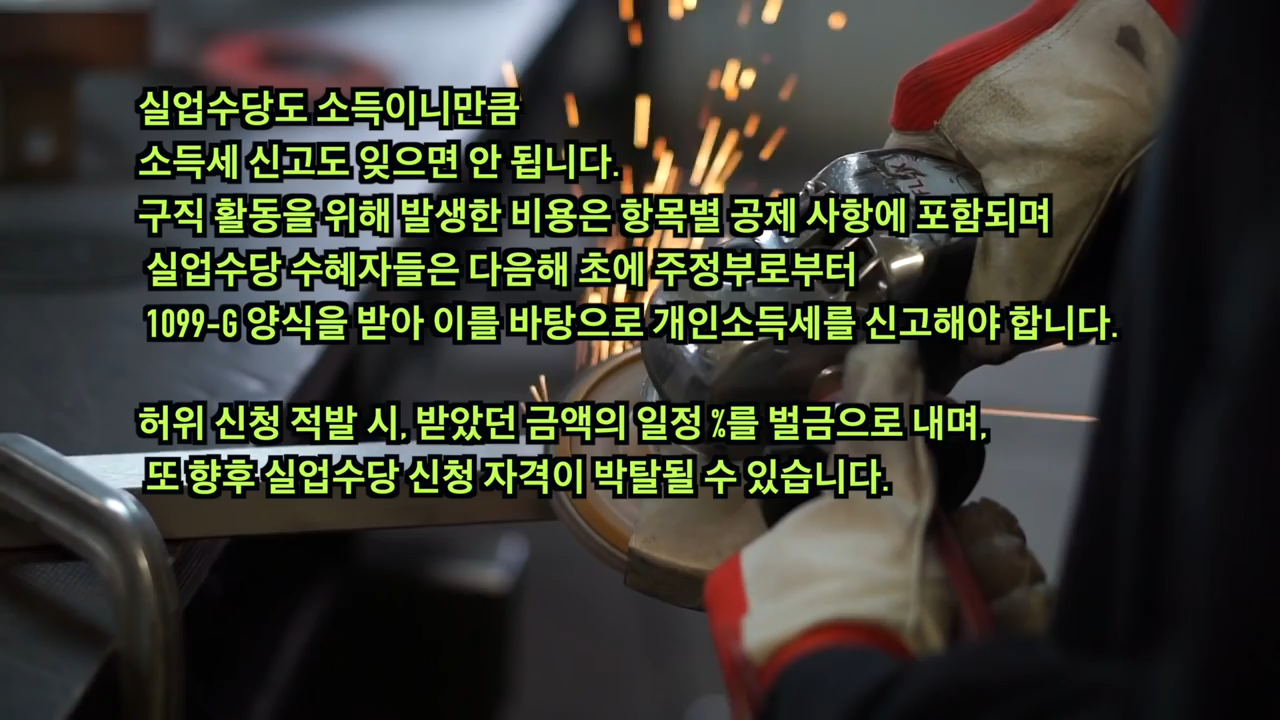 실업수당도 소득이니만큼
소득세 신고도 잊으면 안 됩니다.
구직 활동을 위해 발생한 비용은 항목별 공제 사항에 포함되며
실업수당 수혜자들은 다음해 초에 주정부로부터
1099-G 양식을 받아 이를 바탕으로 개인소득세를 신고해야 합니다.
허위 신청 적발 시, 받았던 금액의 일정 %를 벌금으로 내며,
또 향후 실업수당 신청 자격이 박탈될 수 있습니다.